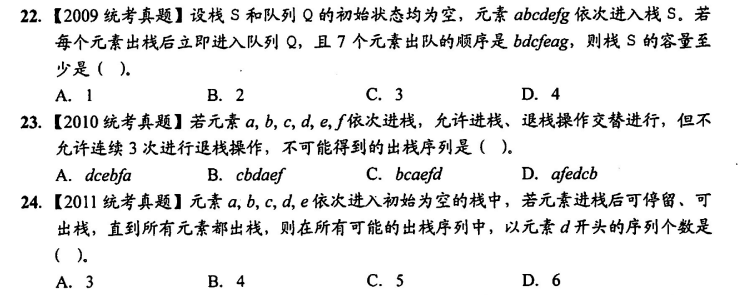 22. 【2009 统考真题】设栈 S 和队列 Q 的初始状态均为空，元素 abcdefg 依次进入栈 S。若
每个元素出栈后立即进入队列 Q，且 7 个元素出队的顺序是 bdcfeag，则栈 S 的容量至
少是（ ）。
A. 1 B. 2 C. 3 D. 4
23. 【2010 统考真题】若元素 a, b, c, d, e, f 依次进栈，允许进栈、退栈操作交替进行，但不
允许连续 3 次进行退栈操作，不可能得到的出栈序列是（ ）。
A. dcebfa B. cbdaef C. bcaefd D. afedcb
24. 【2011 统考真题】元素 a, b, c, d, e 依次进入初始为空的栈中，若元素进栈后可停留、可
出栈，直到所有元素都出栈，则在所有可能的出栈序列中，以元素 d 开头的序列个数是
（ ）。
A. 3 B. 4 C. 5 D. 6